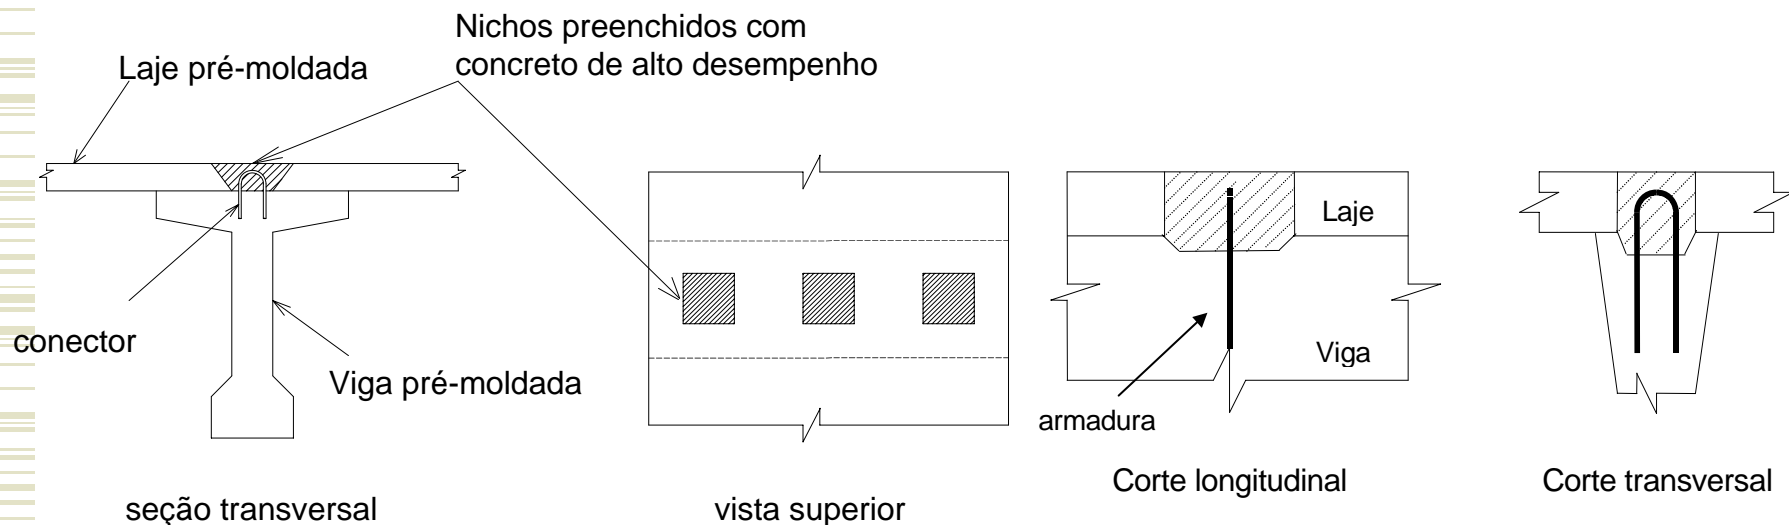 Nichos preenchidos com
concreto de alto desempenho
Laje pré-moldada
conector
Viga pré-moldada
seção transversal
vista superior
Laje
Viga
armadura
Corte longitudinal
Corte transversal